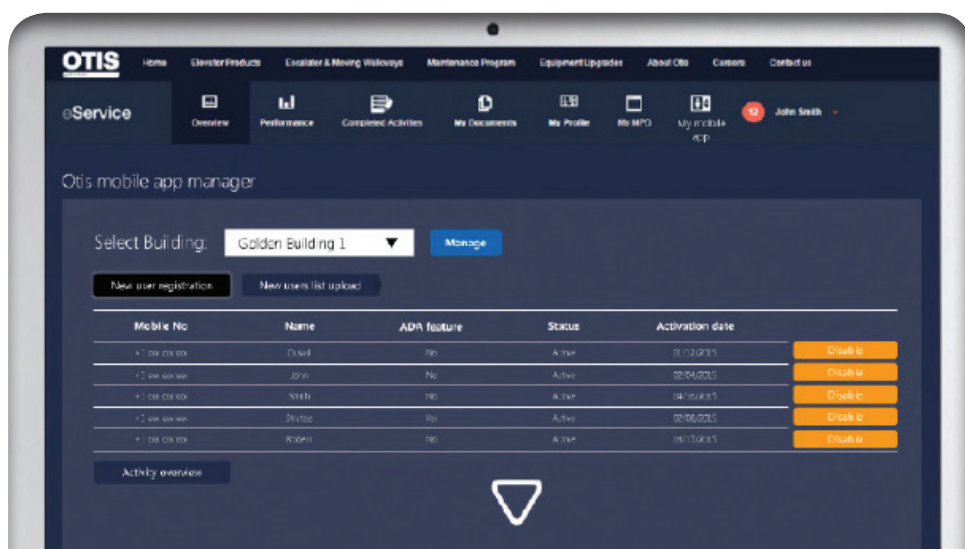 OTIS Home Elevator Products Escalator & Moving Walkways Maintenance Program Equipment Upgrades About Otis Careers Contact us
eService Overview Performance Completed Activities My Documents My Profile My MPD My mobile app 12 John Smith
Otis mobile app manager
Select Building: Golden Building 1 Manage
New user registration New users list upload
Mobile No Name ADA feature Status Activation date
Duval No Active Disable
John No Active Disable
Smith No Active Disable
Yes Active Disable
Robert No Active Disable
Activity overview